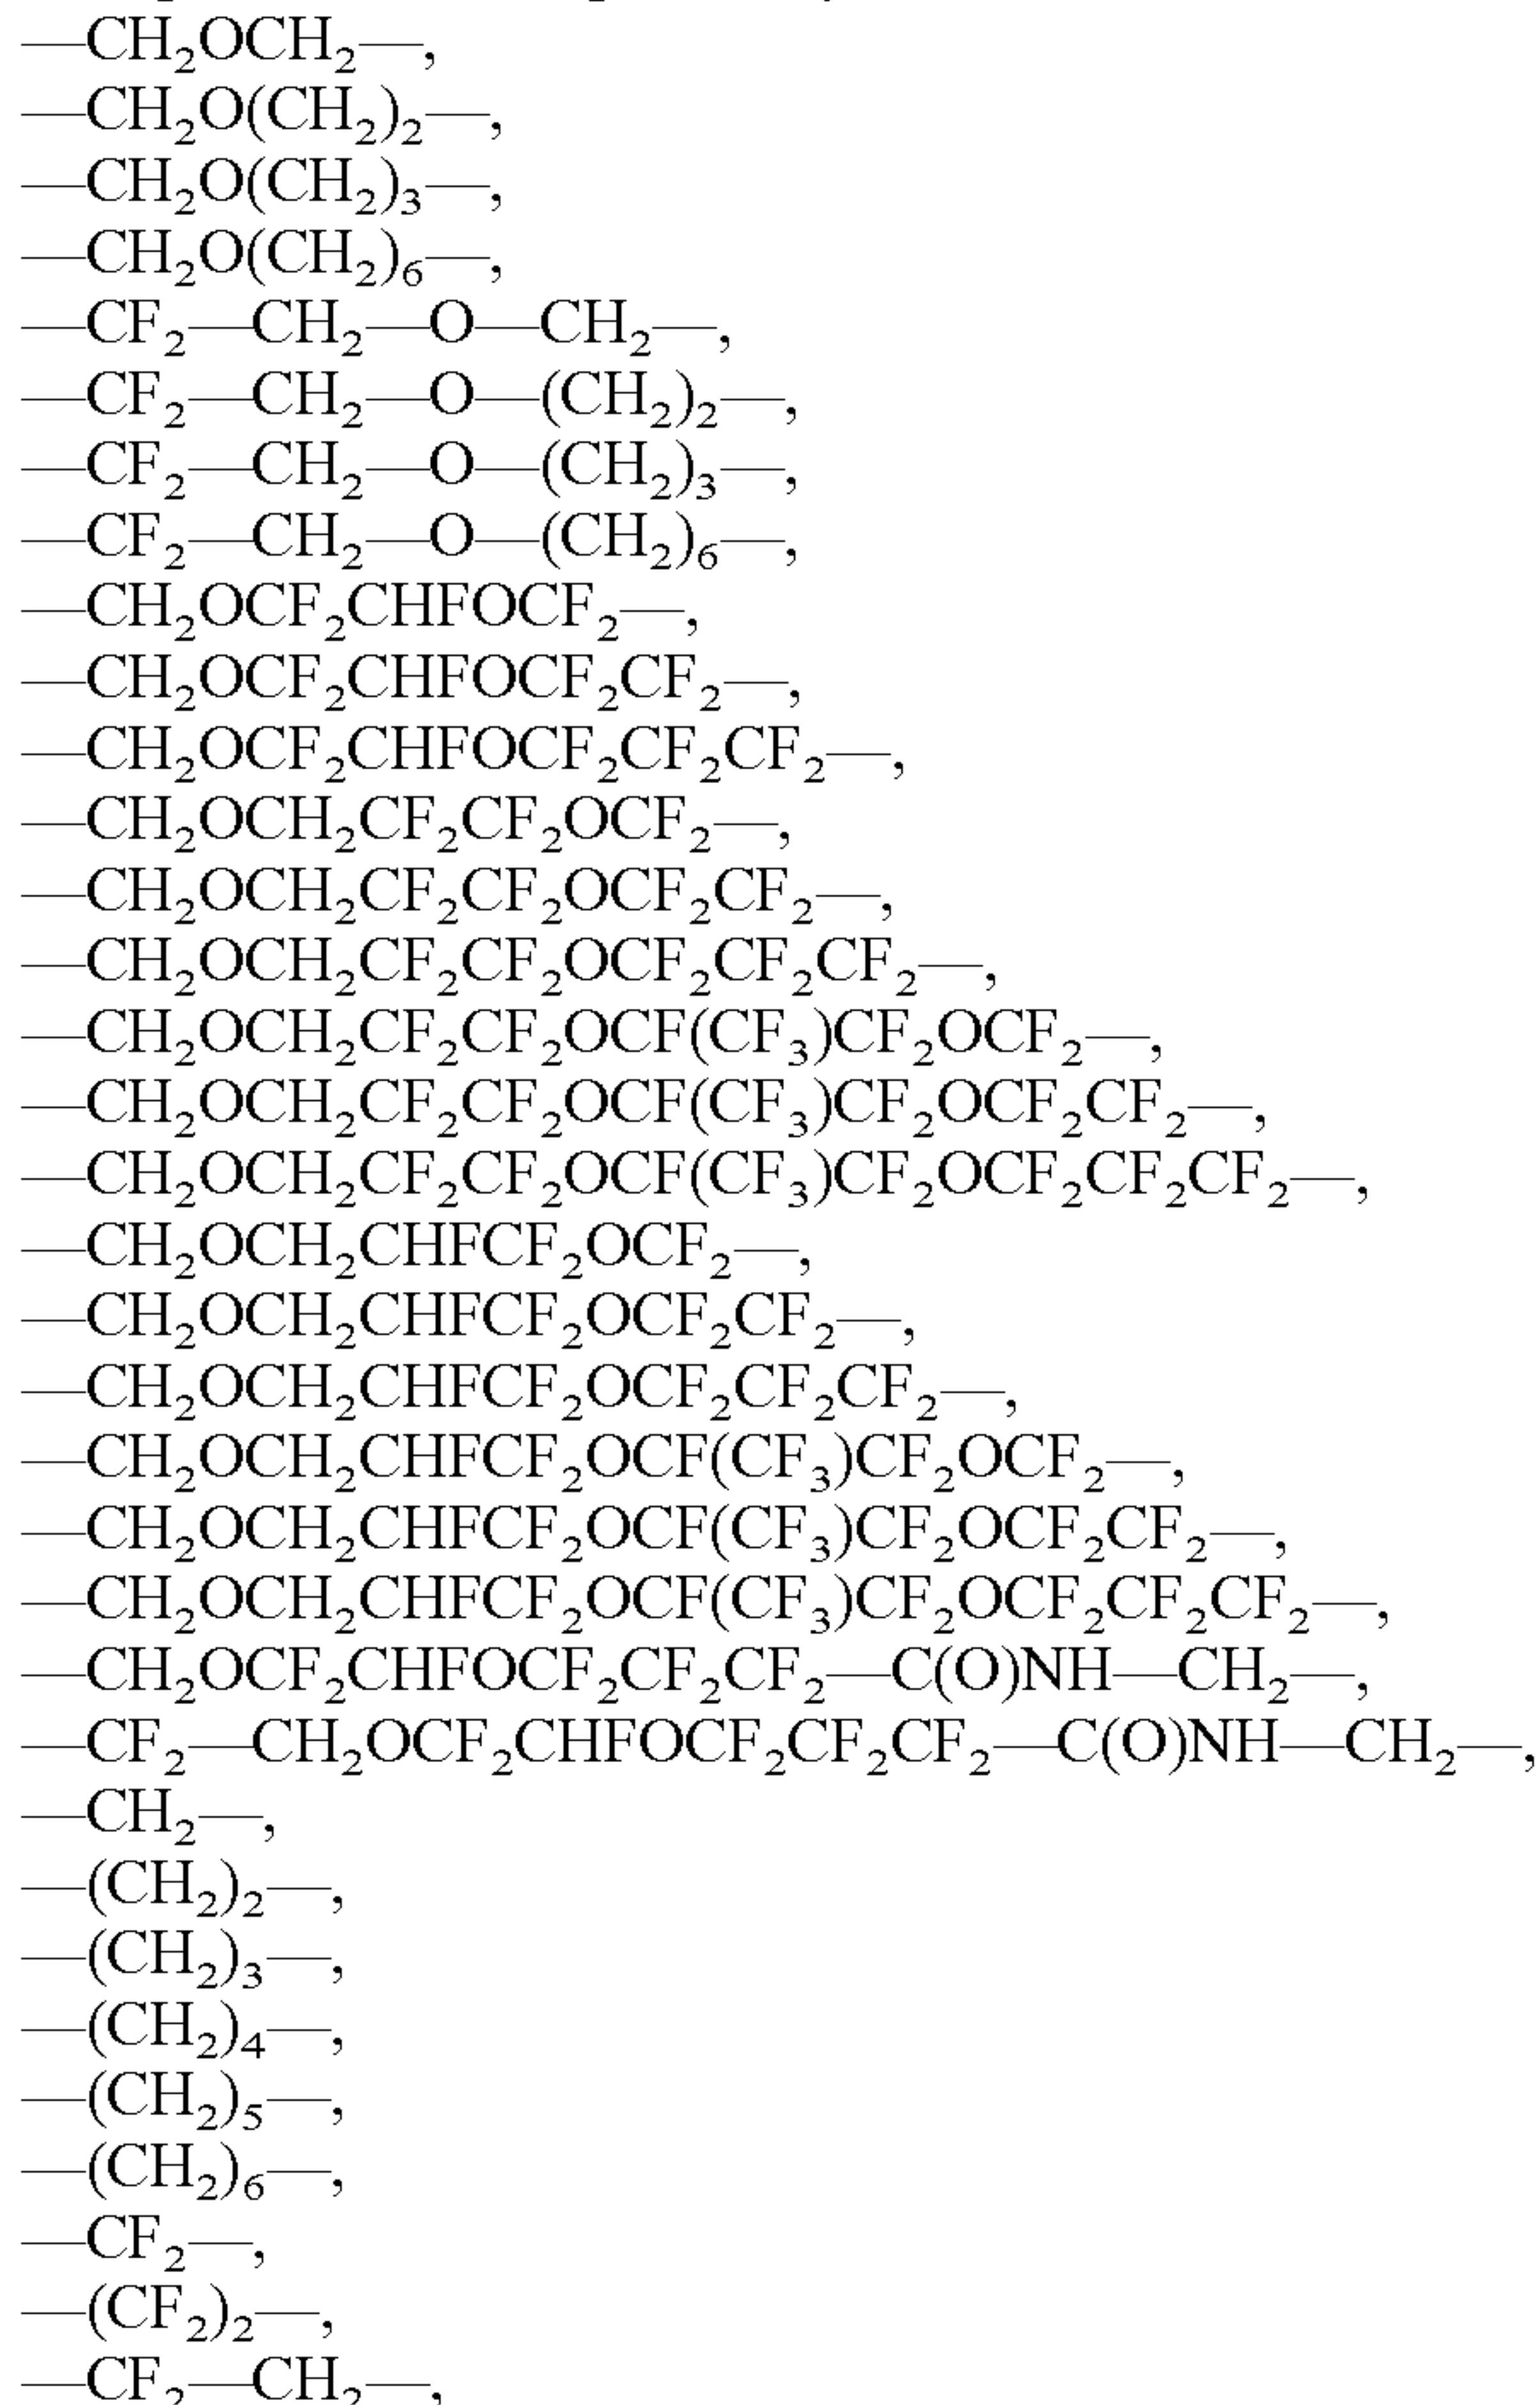 —CH₂OCH₂—,
—CH₂O(CH₂)₂—,
—CH₂O(CH₂)₃—,
—CH₂O(CH₂)₆—,
—CF₂—CH₂—O—CH₂—,
—CF₂—CH₂—O—(CH₂)₂—,
—CF₂—CH₂—O—(CH₂)₃—,
—CF₂—CH₂—O—(CH₂)₆—,
—CH₂OCF₂CHFOCF₂—,
—CH₂OCF₂CHFOCF₂CF₂—,
—CH₂OCF₂CHFOCF₂CF₂CF₂—,
—CH₂OCH₂CF₂CF₂OCF₂—,
—CH₂OCH₂CF₂CF₂OCF₂CF₂—,
—CH₂OCH₂CF₂CF₂OCF₂CF₂CF₂—,
—CH₂OCH₂CF₂CF₂OCF(CF₃)CF₂OCF₂—,
—CH₂OCH₂CF₂CF₂OCF(CF₃)CF₂OCF₂CF₂—,
—CH₂OCH₂CF₂CF₂OCF(CF₃)CF₂OCF₂CF₂CF₂—,
—CH₂OCH₂CHFCF₂OCF₂—,
—CH₂OCH₂CHFCF₂OCF₂CF₂—,
—CH₂OCH₂CHFCF₂OCF₂CF₂CF₂—,
—CH₂OCH₂CHFCF₂OCF(CF₃)CF₂OCF₂—,
—CH₂OCH₂CHFCF₂OCF(CF₃)CF₂OCF₂CF₂—,
—CH₂OCH₂CHFCF₂OCF(CF₃)CF₂OCF₂CF₂CF₂—,
—CH₂OCF₂CHFOCF₂CF₂CF₂—C(O)NH—CH₂—,
—CF₂—CH₂OCF₂CHFOCF₂CF₂CF₂—C(O)NH—CH₂—,
—CH₂—,
—(CH₂)₂—,
—(CH₂)₃—,
—(CH₂)₄—,
—(CH₂)₅—,
—(CH₂)₆—,
—CF₂—,
—(CF₂)₂—,
—CF₂—CH₂—,